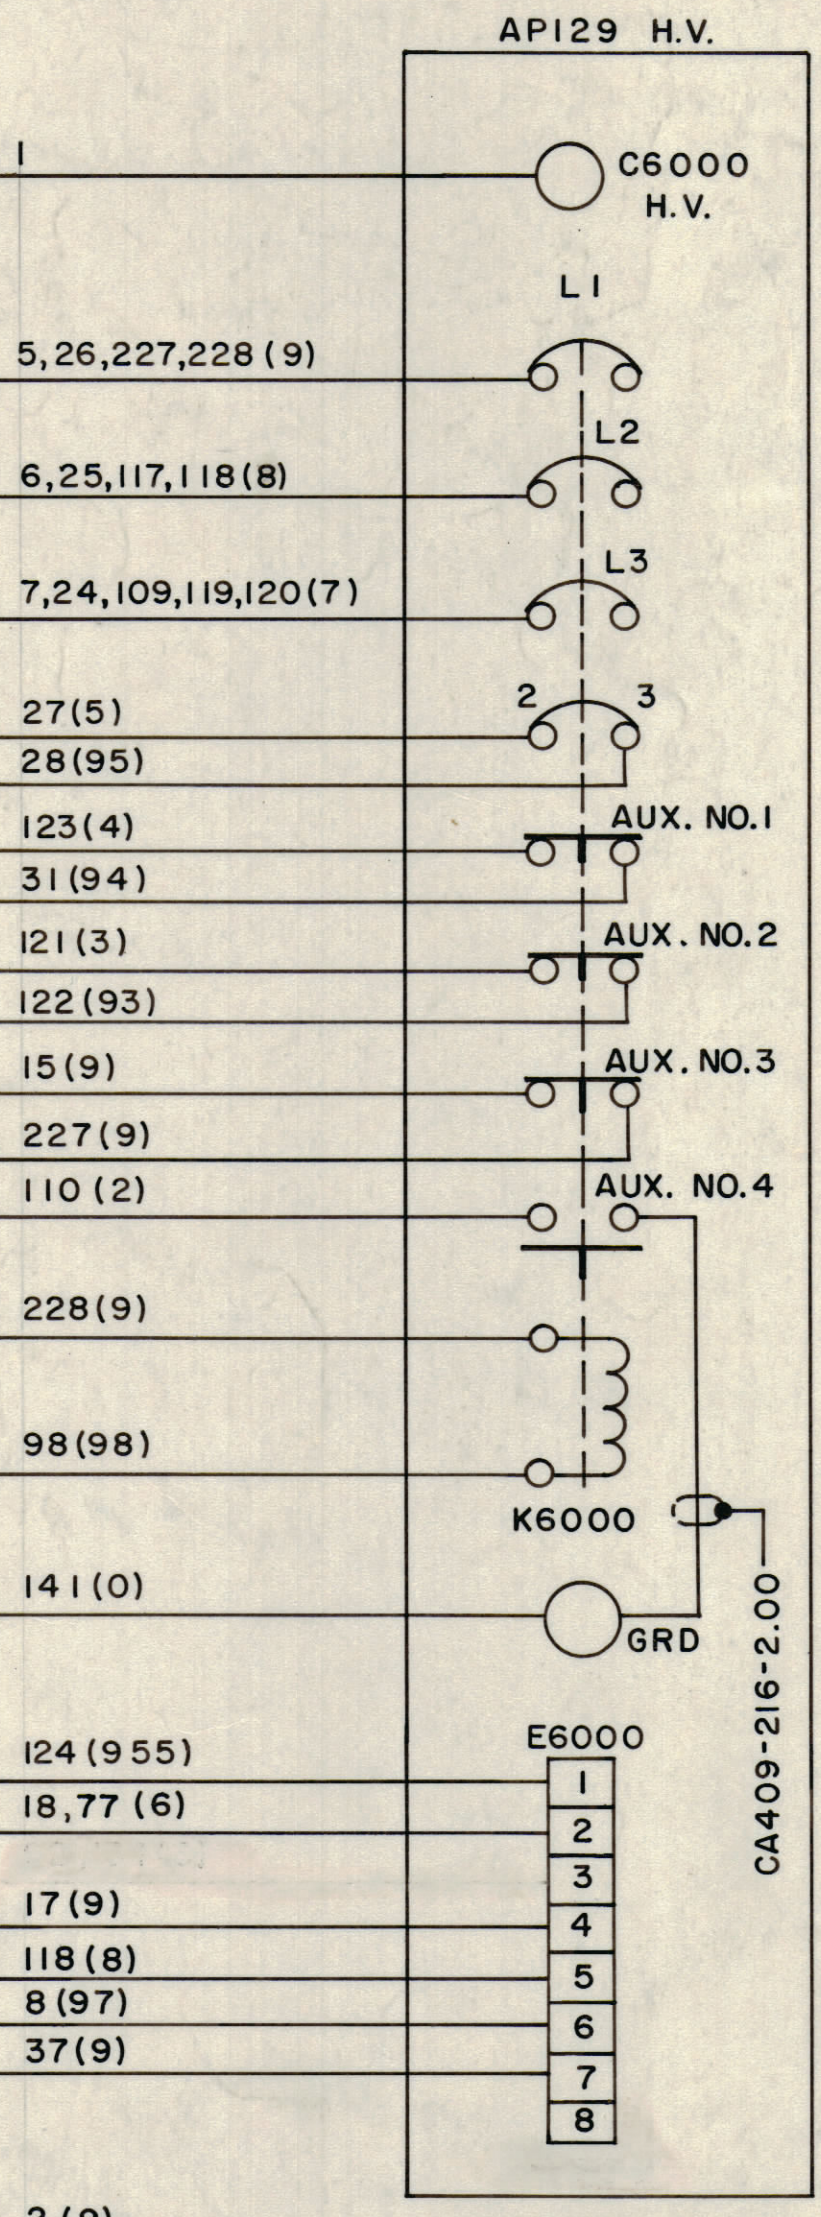 AP129 H.V.
1
C6000
H.V.
L1
5,26,227,228(9)
L2
6,25,117,118(8)
L3
7,24,109,119,120(7)
2 3
27(5)
28(95)
AUX. NO.1
123(4)
31(94)
AUX. NO.2
121(3)
122(93)
AUX. NO.3
15(9)
227(9)
AUX. NO.4
110(2)
228(9)
98(98)
K6000
141(0)
GRD
CA409-216-2.00
E6000
124(955)
1
18,77(6)
2
3
17(9)
4
118(8)
5
8(97)
6
37(9)
7
8